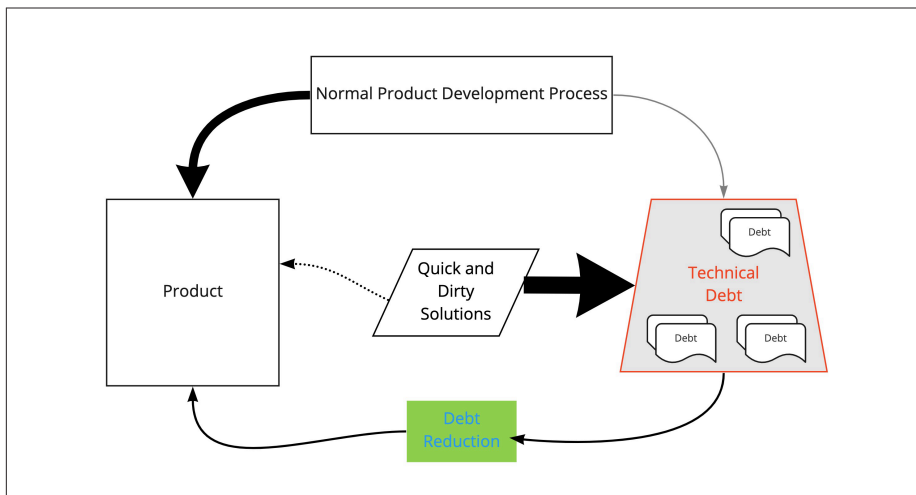 Normal Product Development Process
Debt
Technical
Debt
Quick and
Dirty
Solutions
Product
Debt
Debt
Debt
Reduction